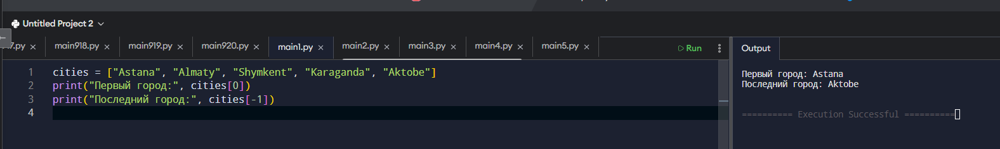 Untitled Project 2
17.py main918.py main919.py main920.py main1.py main2.py main3.py main4.py main5.py Run
1 cities = ["Astana", "Almaty", "Shymkent", "Karaganda", "Aktobe"]
2 print("Первый город:", cities[0])
3 print("Последний город:", cities[-1])
4
Output
Первый город: Astana
Последний город: Aktobe
========== Execution Successful ==========